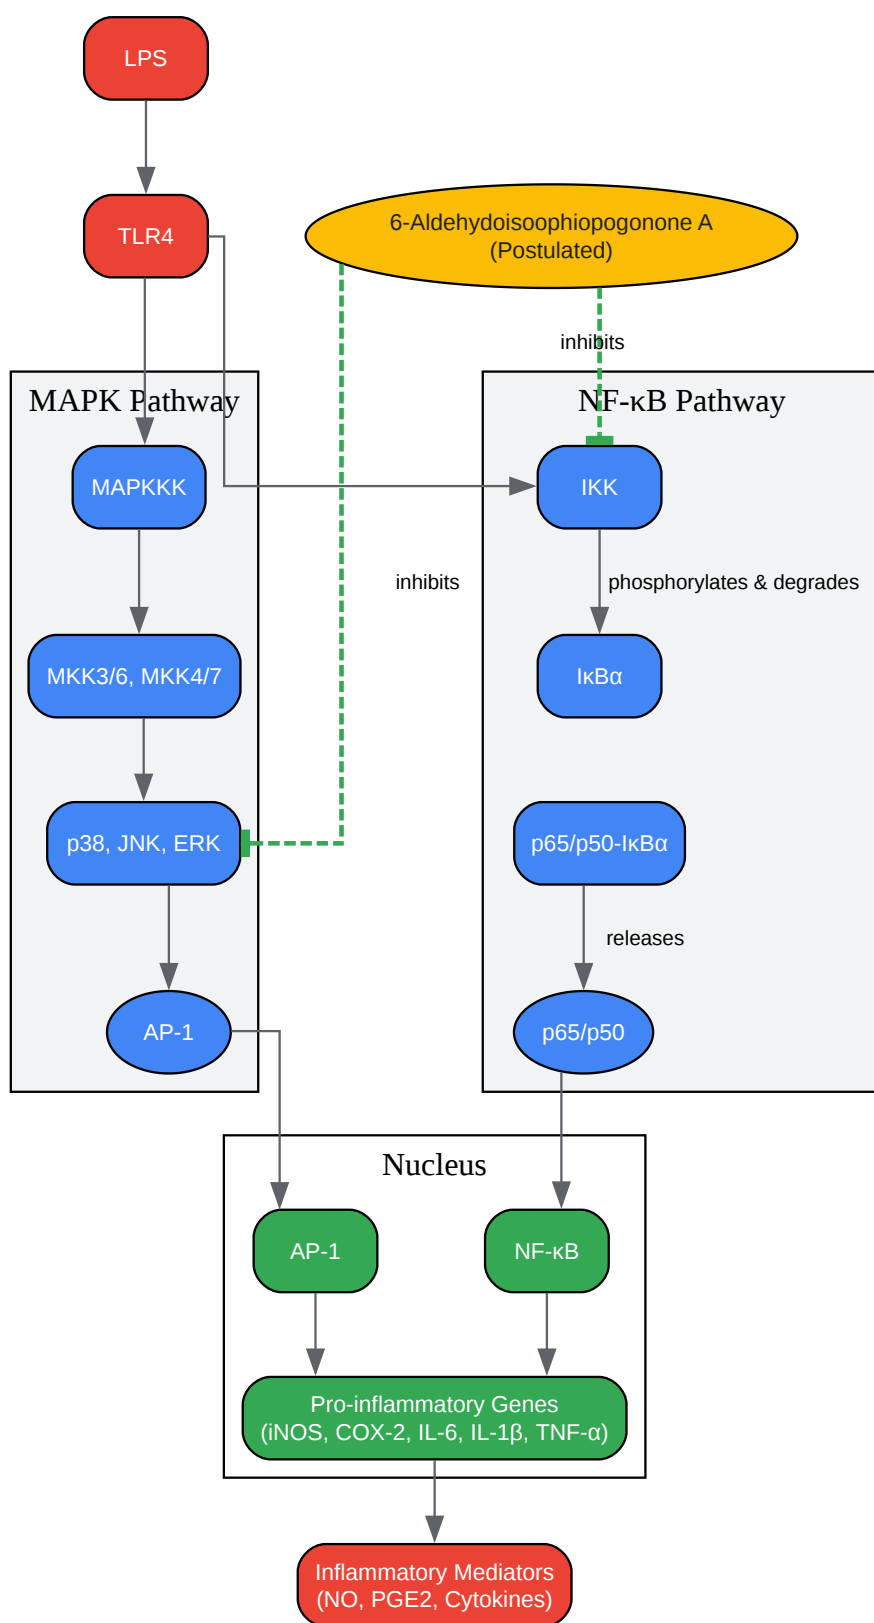 LPS
TLR4
6-Aldehydoisoophiopogonone A
(Postulated)
inhibits
MAPK Pathway
NF-κB Pathway
MAPKKK
IKK
inhibits
phosphorylates & degrades
MKK3/6, MKK4/7
IκBα
p38, JNK, ERK
p65/p50-IκBα
releases
AP-1
p65/p50
Nucleus
AP-1
NF-κB
Pro-inflammatory Genes
(iNOS, COX-2, IL-6, IL-1β, TNF-α)
Inflammatory Mediators
(NO, PGE2, Cytokines)